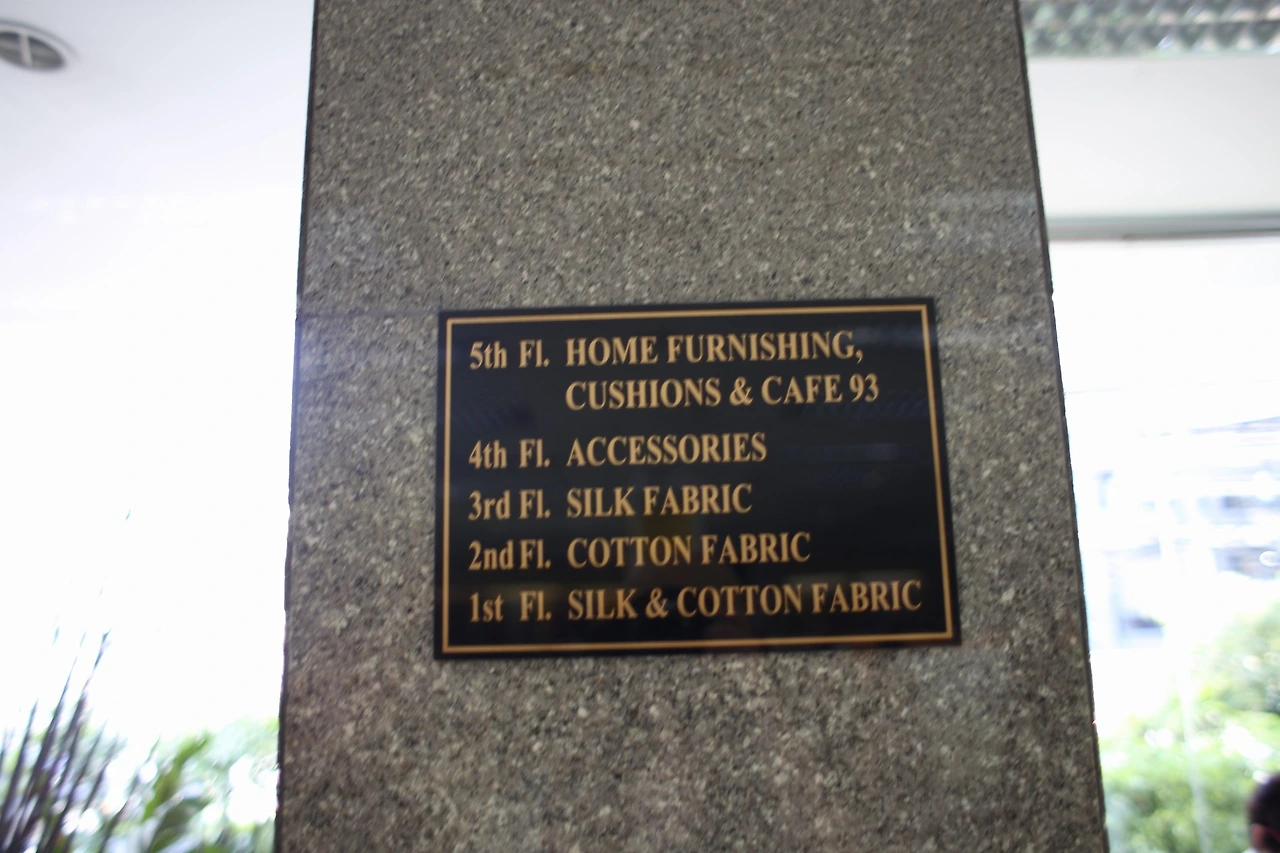 5th Fl. HOME FURNISHING,
CUSHIONS & CAFE 93
4th Fl. ACCESSORIES
3rd Fl. SILK FABRIC
2nd Fl. COTTON FABRIC
1st Fl. SILK & COTTON FABRIC